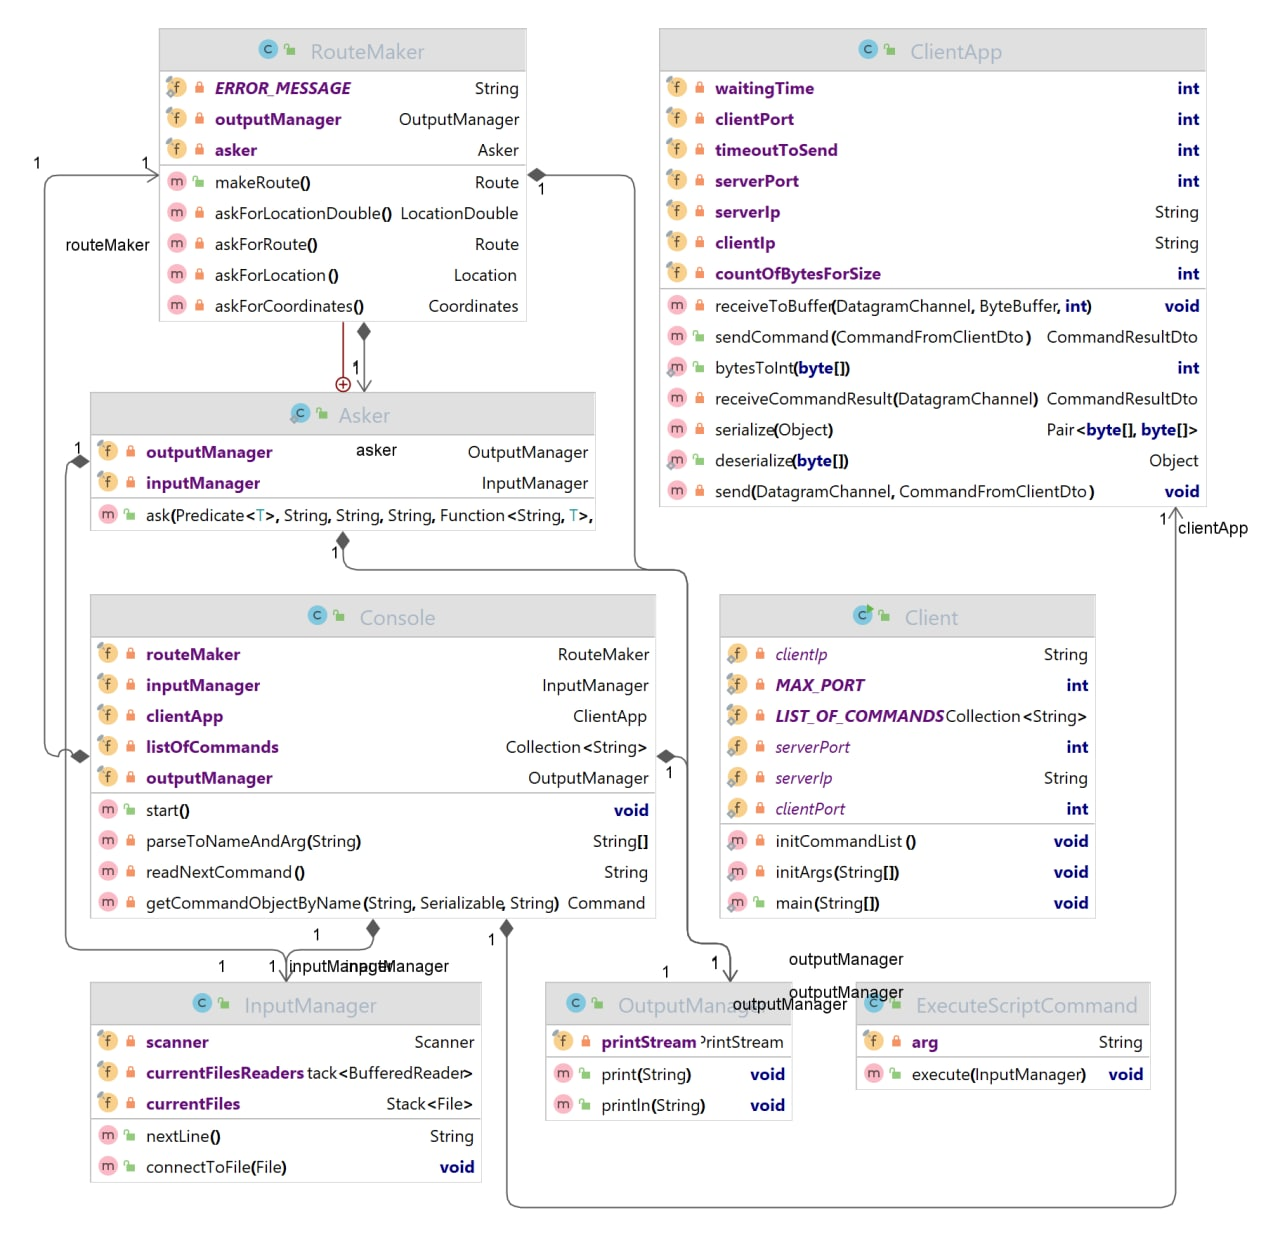 RouteMaker
ERROR_MESSAGE String
outputManager OutputManager
asker Asker
makeRoute() Route
askForLocationDouble() LocationDouble
askForRoute() Route
askForLocation() Location
askForCoordinates() Coordinates
ClientApp
waitingTime int
clientPort int
timeoutToSend int
serverPort int
serverIp String
clientIp String
countOfBytesForSize int
receiveToBuffer(DatagramChannel, ByteBuffer, int) void
sendCommand(CommandFromClientDto) CommandResultDto
bytesToInt(byte[]) int
receiveCommandResult(DatagramChannel) CommandResultDto
serialize(Object) Pair<byte[], byte[]>
deserialize(byte[]) Object
send(DatagramChannel, CommandFromClientDto) void
1
1
1
routeMaker
1
Asker
asker
outputManager OutputManager
inputManager InputManager
ask(Predicate<T>, String, String, String, Function<String, T>,
1
1
1
clientApp
Console
routeMaker RouteMaker
inputManager InputManager
clientApp ClientApp
listOfCommands Collection<String>
outputManager OutputManager
start() void
parseToNameAndArg(String) String[]
readNextCommand() String
getCommandObjectByName(String, Serializable, String) Command
1
Client
clientIp String
MAX_PORT int
LIST_OF_COMMANDS Collection<String>
serverPort int
serverIp String
clientPort int
initCommandList() void
initArgs(String[]) void
main(String[]) void
1
1
1
1
inputManager
inputManager
1
1
outputManager
outputManager
outputManager
InputManager
scanner Scanner
currentFilesReaders tack<BufferedReader>
currentFiles Stack<File>
nextLine() String
connectToFile(File) void
OutputManager
printStream PrintStream
print(String) void
println(String) void
ExecuteScriptCommand
arg String
execute(InputManager) void